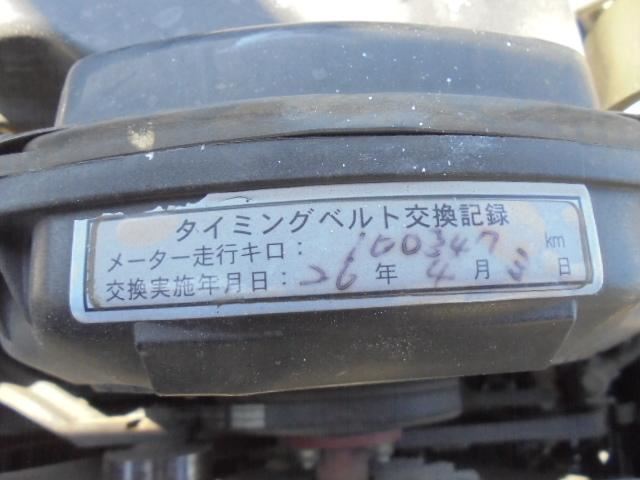 タイミングベルト交換記録
メーター走行キロ: 100347 km
交換実施年月日: 26年 4月 3日